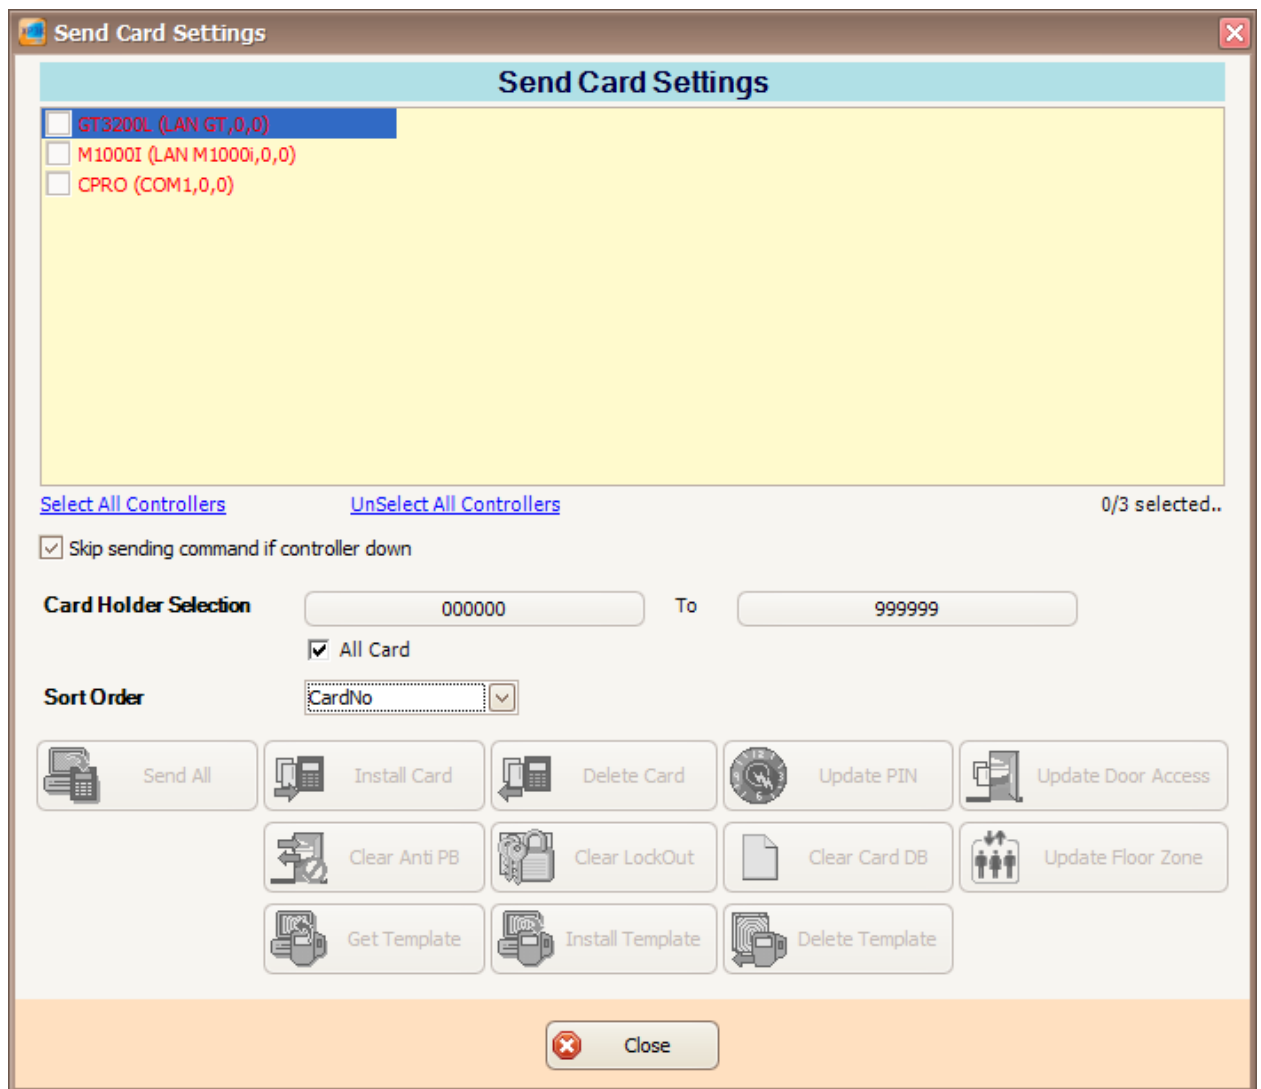 Send Card Settings
Send Card Settings
GT3200L (LAN GT,0,0)
M1000I (LAN M1000i,0,0)
CPRO (COM1,0,0)
Select All Controllers UnSelect All Controllers 0/3 selected..
Skip sending command if controller down
Card Holder Selection 000000 To 999999
All Card
Sort Order CardNo
Send All Install Card Delete Card Update PIN Update Door Access
Clear Anti PB Clear LockOut Clear Card DB Update Floor Zone
Get Template Install Template Delete Template
Close